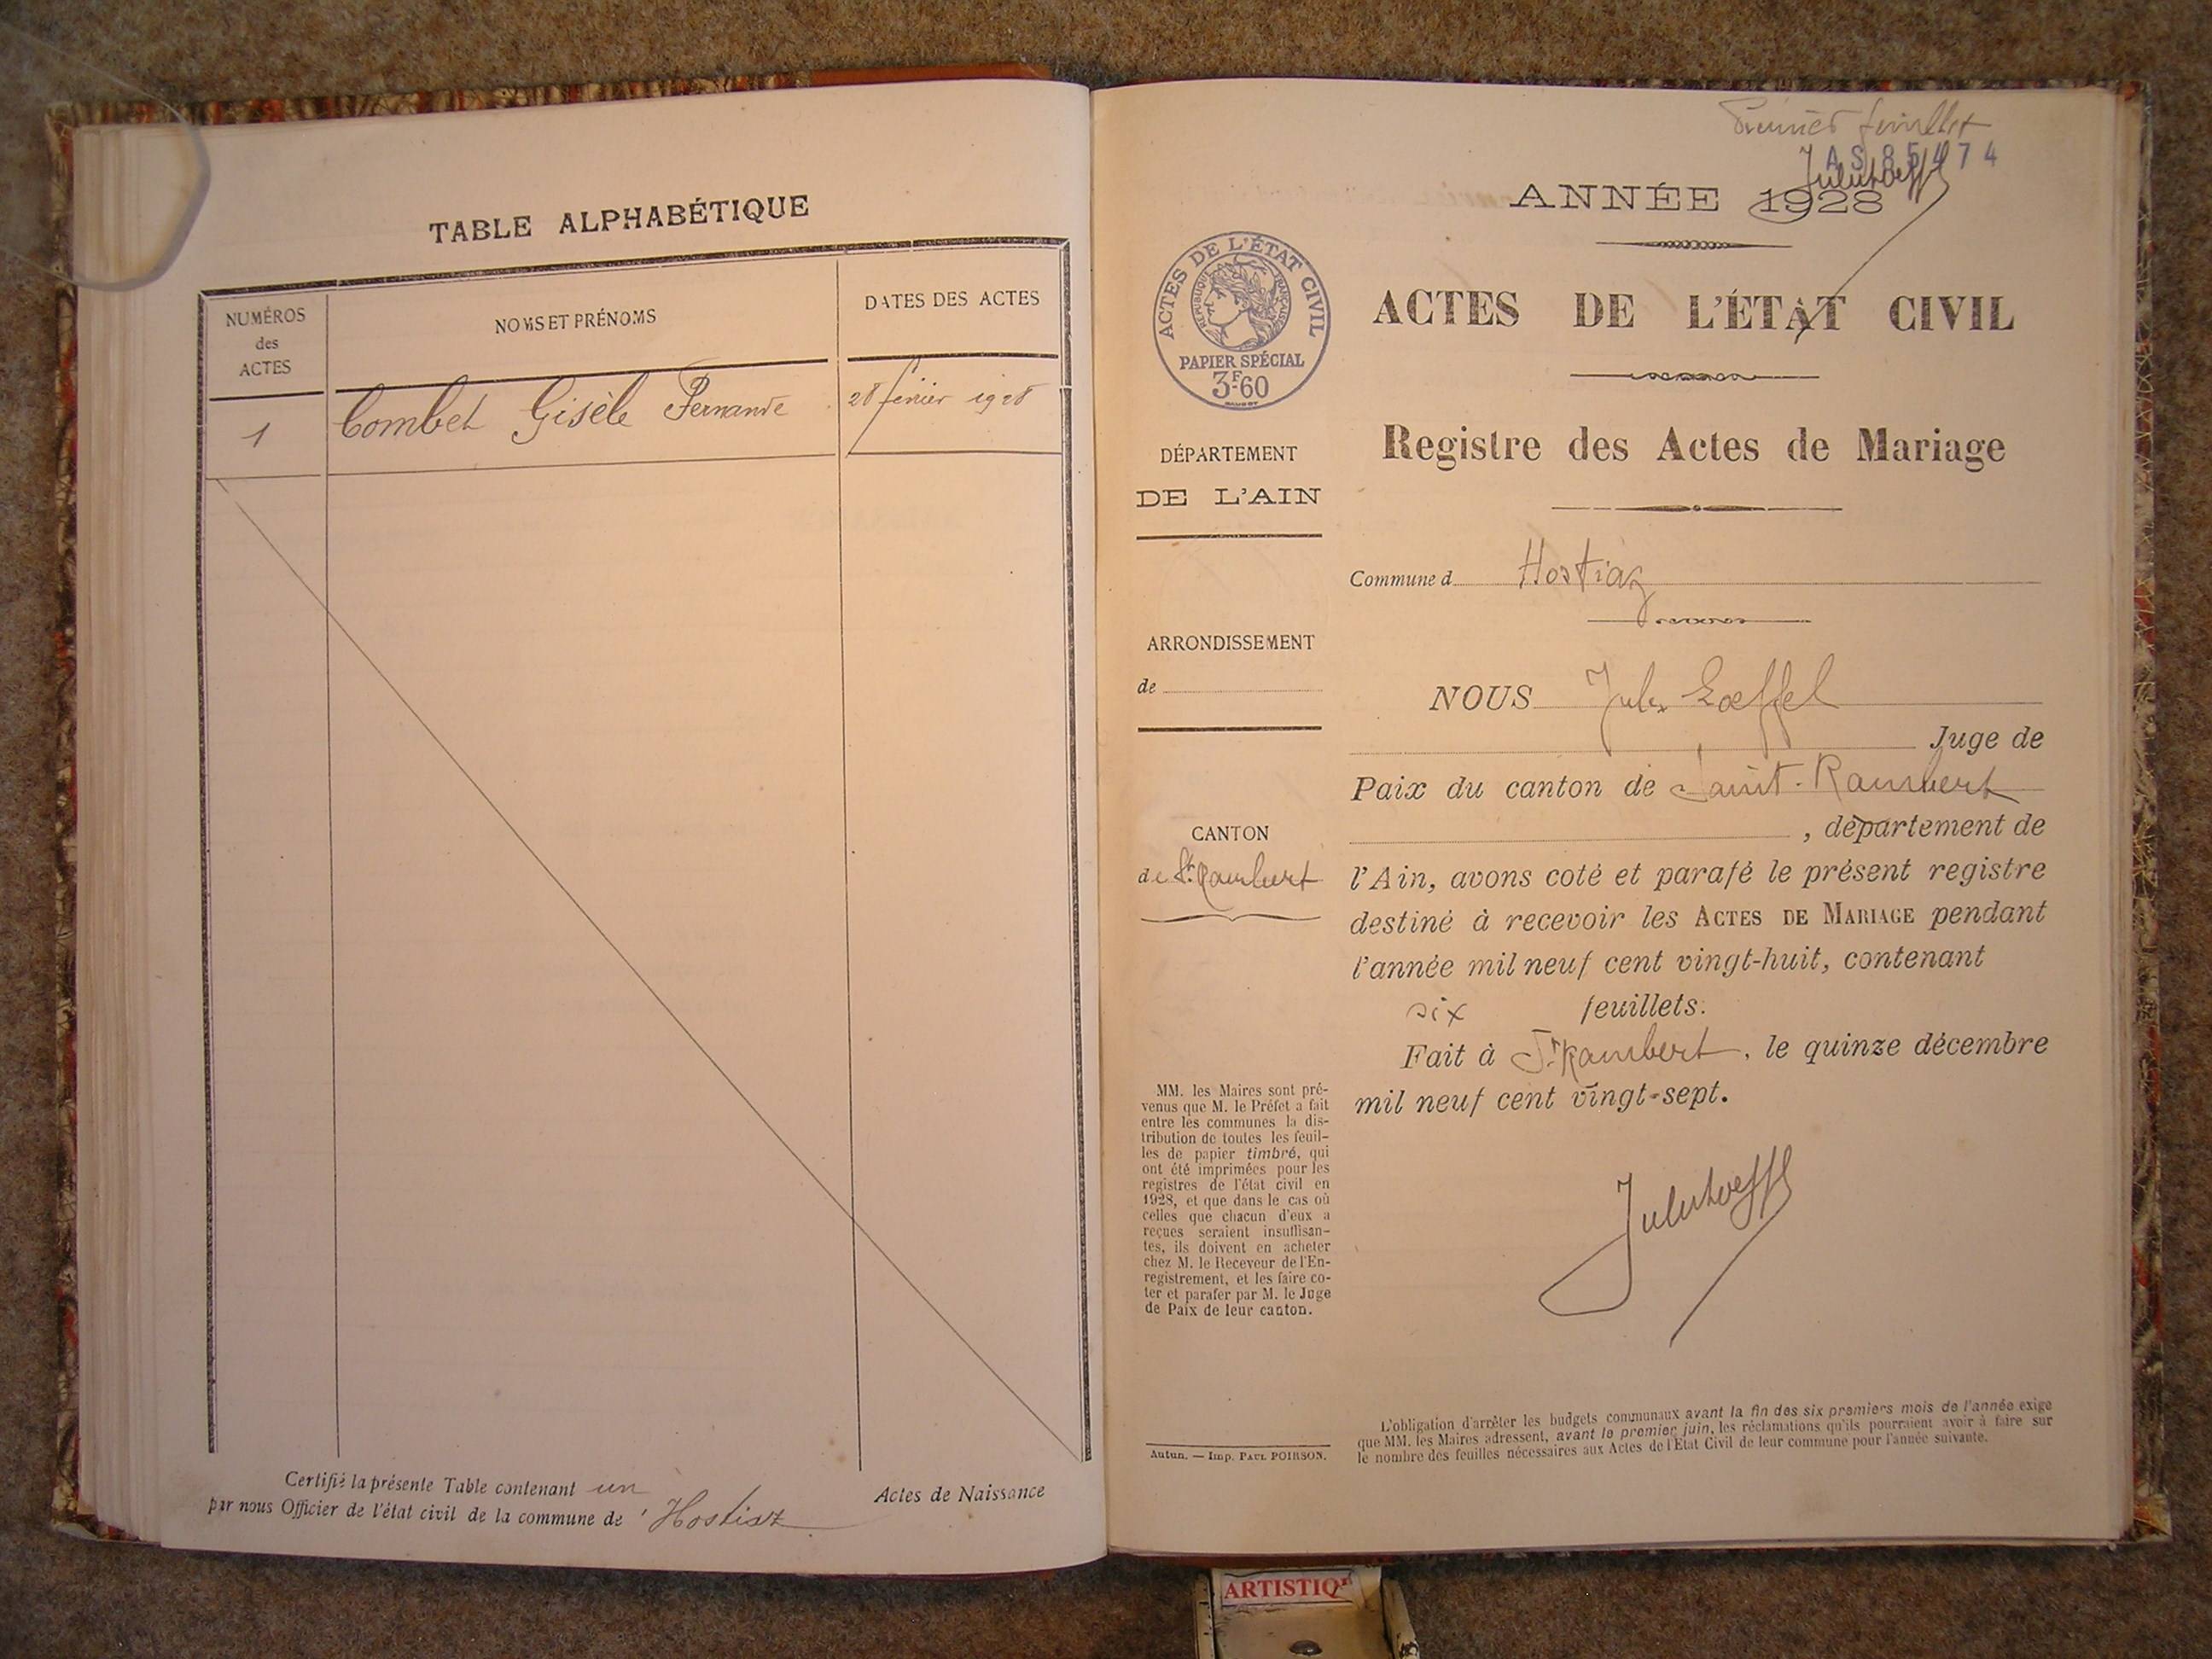 TABLE ALPHABÉTIQUE
NUMÉROS
des
ACTES
NOMS ET PRÉNOMS
DATES DES ACTES
1 Combet Gisèle Fernande 28 février 1928
Certifié la présente Table contenant un Actes de Naissance
par nous Officier de l'état civil de la commune de Hostiaz
Premier feuillet
AS 85474
ANNÉE 1928
ACTES DE L'ÉTAT CIVIL
RÉPUBLIQUE FRANÇAISE
PAPIER SPÉCIAL
3F.60
ACTES DE L'ÉTAT CIVIL
Registre des Actes de Mariage
DÉPARTEMENT
DE L'AIN
Commune d Hostiaz
ARRONDISSEMENT
de
NOUS Jules Loeffel
Juge de
Paix du canton de Saint-Rambert
, département de
CANTON
de St Rambert
l'Ain, avons coté et parafé le présent registre
destiné à recevoir les ACTES DE MARIAGE pendant
l'année mil neuf cent vingt-huit, contenant
six feuillets.
Fait à St Rambert, le quinze décembre
mil neuf cent vingt-sept.
MM. les Maires sont pré-
venus que M. le Préfet a fait
entre les communes la dis-
tribution de toutes les feuil-
les de papier timbré, qui
ont été imprimées pour les
registres de l'état civil en
1928, et que dans le cas où
celles que chacun d'eux a
reçues seraient insuffisan-
tes, ils doivent en acheter
chez M. le Receveur de l'En-
registrement, et les faire co-
ter et parafer par M. le Juge
de Paix de leur canton.
Jules Loeffel
Autun. — Imp. PAUL POIRSON.
L'obligation d'arrêter les budgets communaux avant la fin des six premiers mois de l'année exige
que MM. les Maires adressent, avant le premier juin, les réclamations qu'ils pourraient avoir à faire sur
le nombre des feuilles nécessaires aux Actes de l'État Civil de leur commune pour l'année suivante.
ARTISTIQ